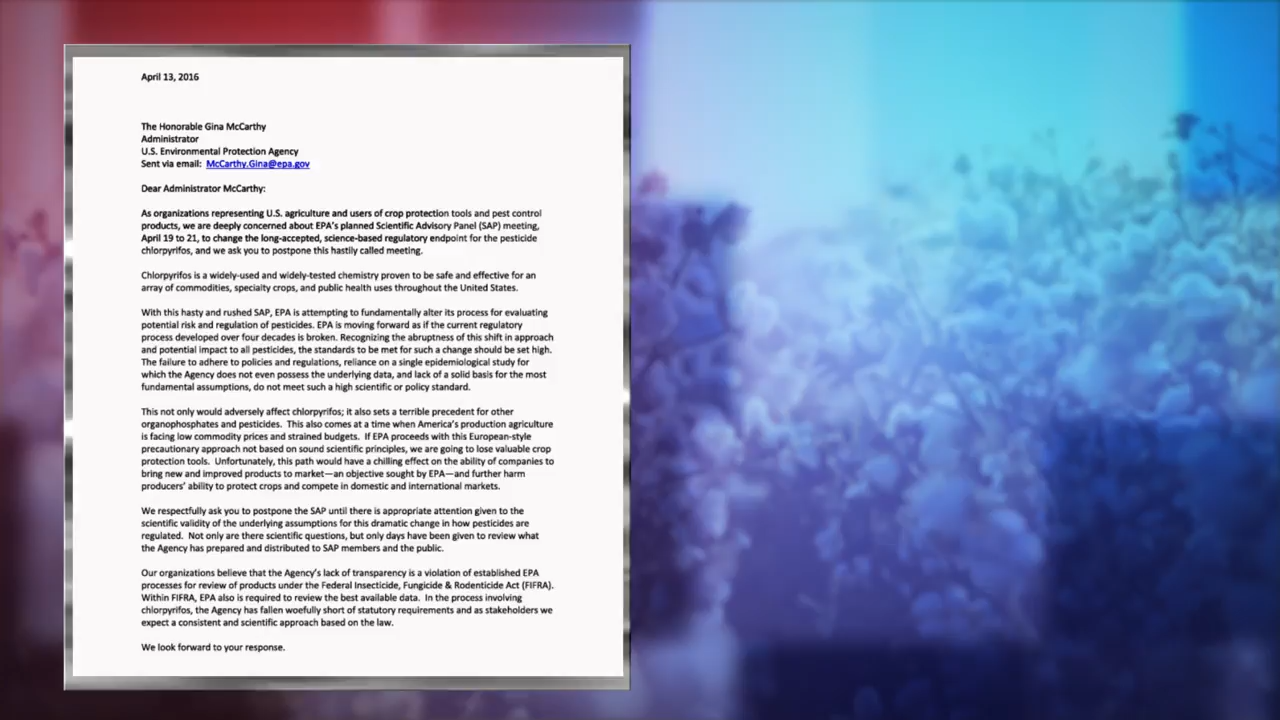 April 13, 2016
The Honorable Gina McCarthy
Administrator
U.S. Environmental Protection Agency
Sent via email:  McCarthy.Gina@epa.gov
Dear Administrator McCarthy:
As organizations representing U.S. agriculture and users of crop protection tools and pest control
products, we are deeply concerned about EPA's planned Scientific Advisory Panel (SAP) meeting,
April 19 to 21, to change the long-accepted, science-based regulatory endpoint for the pesticide
chlorpyrifos, and we ask you to postpone this hastily called meeting.
Chlorpyrifos is a widely-used and widely-tested chemistry proven to be safe and effective for an
array of commodities, specialty crops, and public health uses throughout the United States.
With this hasty and rushed SAP, EPA is attempting to fundamentally alter its process for evaluating
potential risk and regulation of pesticides. EPA is moving forward as if the current regulatory
process developed over four decades is broken. Recognizing the abruptness of this shift in approach
and potential impact to all pesticides, the standards to be met for such a change should be set high.
The failure to adhere to policies and regulations, reliance on a single epidemiological study for
which the Agency does not even possess the underlying data, and lack of a solid basis for the most
fundamental assumptions, do not meet such a high scientific or policy standard.
This not only would adversely affect chlorpyrifos; it also sets a terrible precedent for other
organophosphates and pesticides.  This also comes at a time when America's production agriculture
is facing low commodity prices and strained budgets.  If EPA proceeds with this European-style
precautionary approach not based on sound scientific principles, we are going to lose valuable crop
protection tools.  Unfortunately, this path would have a chilling effect on the ability of companies to
bring new and improved products to market—an objective sought by EPA—and further harm
producers' ability to protect crops and compete in domestic and international markets.
We respectfully ask you to postpone the SAP until there is appropriate attention given to the
scientific validity of the underlying assumptions for this dramatic change in how pesticides are
regulated.  Not only are there scientific questions, but only days have been given to review what
the Agency has prepared and distributed to SAP members and the public.
Our organizations believe that the Agency's lack of transparency is a violation of established EPA
processes for review of products under the Federal Insecticide, Fungicide & Rodenticide Act (FIFRA).
Within FIFRA, EPA also is required to review the best available data.  In the process involving
chlorpyrifos, the Agency has fallen woefully short of statutory requirements and as stakeholders we
expect a consistent and scientific approach based on the law.
We look forward to your response.